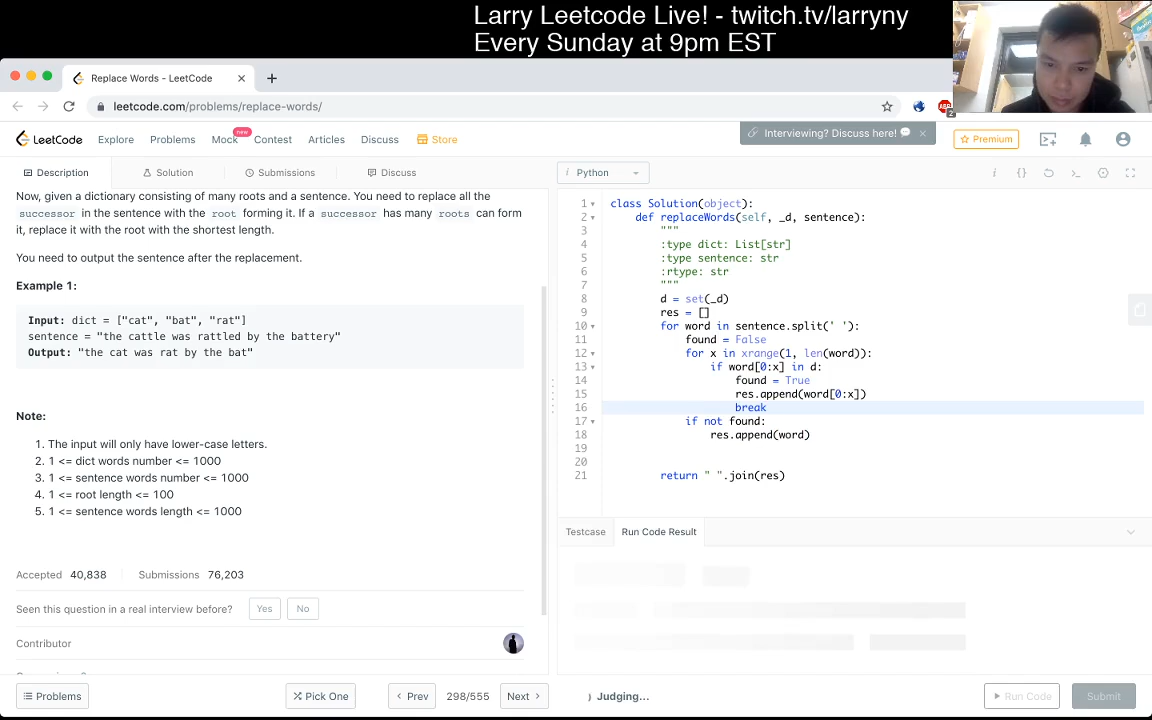 Larry Leetcode Live! - twitch.tv/larryny
Every Sunday at 9pm EST
Replace Words - LeetCode
leetcode.com/problems/replace-words/
LeetCode Explore Problems Mock new Contest Articles Discuss Store
Interviewing? Discuss here!
Premium
Description Solution Submissions Discuss
i Python
Now, given a dictionary consisting of many roots and a sentence. You need to replace all the
successor in the sentence with the root forming it. If a successor has many roots can form
it, replace it with the root with the shortest length.
You need to output the sentence after the replacement.
Example 1:
Input: dict = ["cat", "bat", "rat"]
sentence = "the cattle was rattled by the battery"
Output: "the cat was rat by the bat"
Note:
1. The input will only have lower-case letters.
2. 1 <= dict words number <= 1000
3. 1 <= sentence words number <= 1000
4. 1 <= root length <= 100
5. 1 <= sentence words length <= 1000
Accepted 40,838 Submissions 76,203
Seen this question in a real interview before? Yes No
Contributor
Problems Pick One Prev 298/555 Next
1 class Solution(object):
2 def replaceWords(self, _d, sentence):
3 """
4 :type dict: List[str]
5 :type sentence: str
6 :rtype: str
7 """
8 d = set(_d)
9 res = []
10 for word in sentence.split(' '):
11 found = False
12 for x in xrange(1, len(word)):
13 if word[0:x] in d:
14 found = True
15 res.append(word[0:x])
16 break
17 if not found:
18 res.append(word)
19
20
21 return " ".join(res)
Testcase Run Code Result
Judging...
Run Code Submit